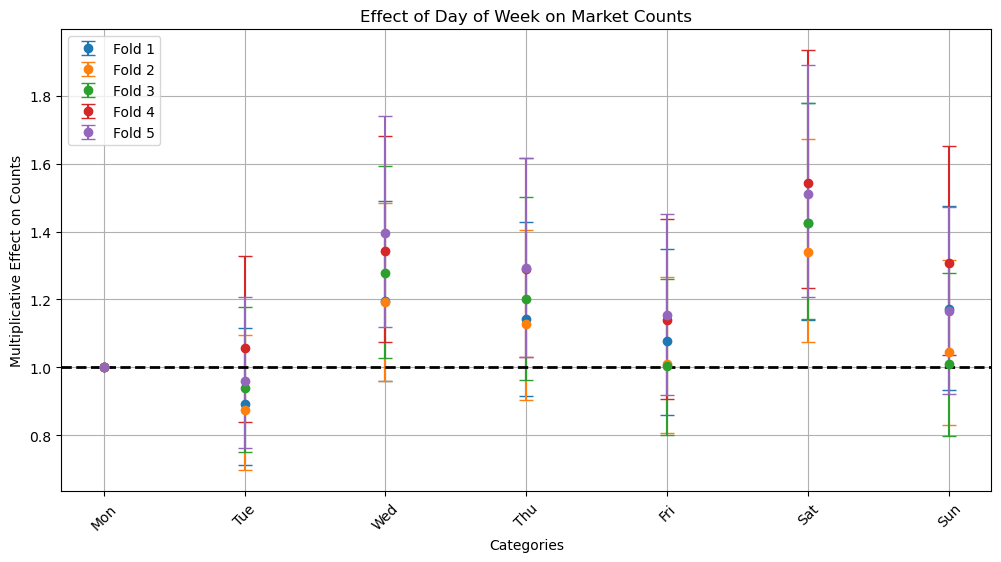 Effect of Day of Week on Market Counts
Fold 1
Fold 2
Fold 3
Fold 4
Fold 5
Multiplicative Effect on Counts
1.8
1.6
1.4
1.2
1.0
0.8
Mon
Tue
Wed
Thu
Fri
Sat
Sun
Categories